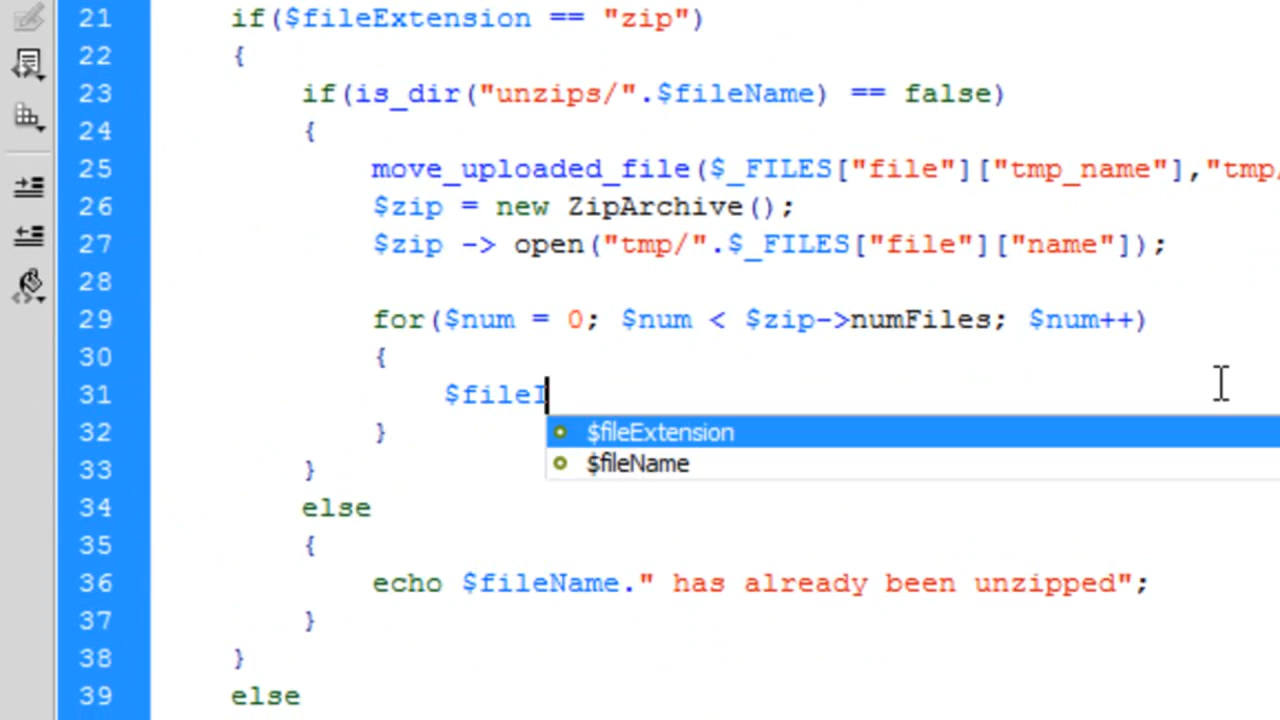 21 if($fileExtension == "zip")
22 {
23 if(is_dir("unzips/".$fileName) == false)
24 {
25 move_uploaded_file($_FILES["file"]["tmp_name"],"tmp/
26 $zip = new ZipArchive();
27 $zip -> open("tmp/".$_FILES["file"]["name"]);
28
29 for($num = 0; $num < $zip->numFiles; $num++)
30 {
31 $fileI
32 } $fileExtension
$fileName
33 }
34 else
35 {
36 echo $fileName." has already been unzipped";
37 }
38 }
39 else